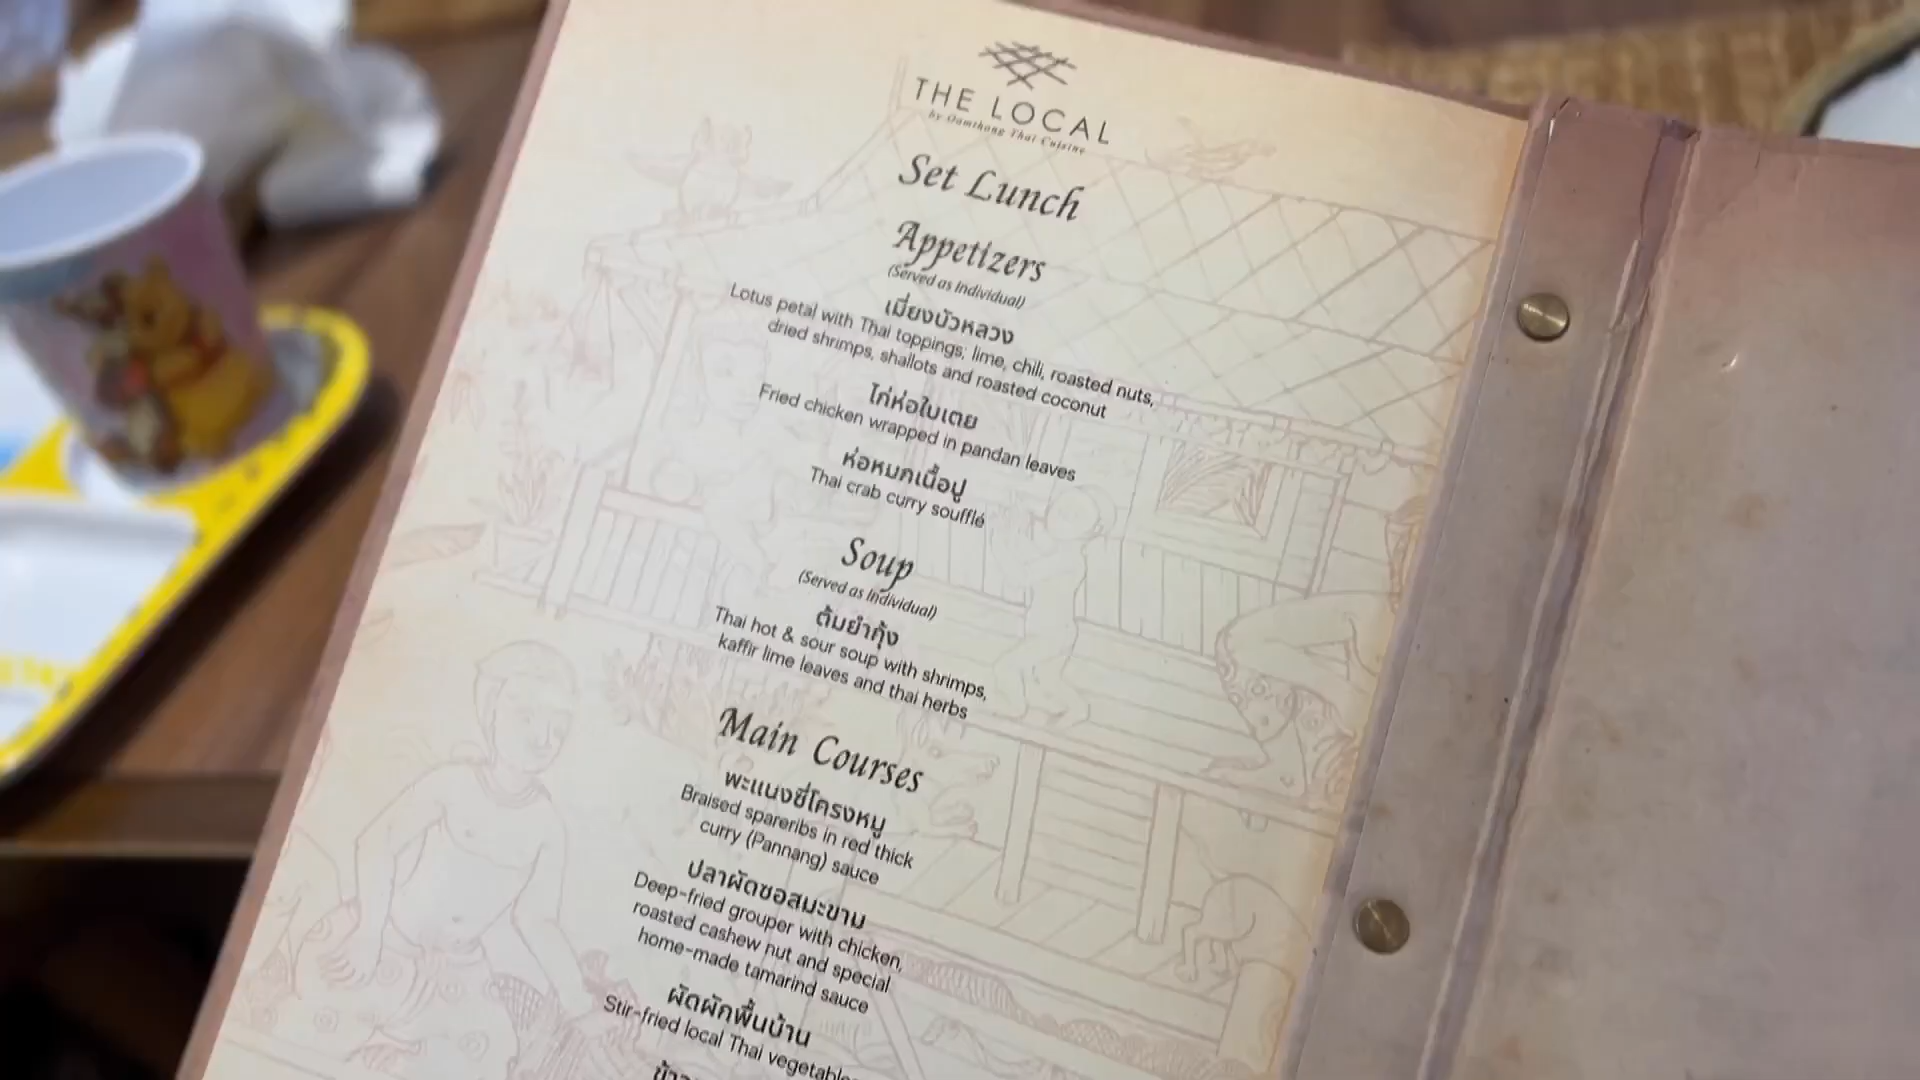 THE LOCAL
by Oamthong Thai Cuisine
Set Lunch
Appetizers
(Served as Individual)
เมี่ยงบัวหลวง
Lotus petal with Thai toppings; lime, chili, roasted nuts,
dried shrimps, shallots and roasted coconut
ไก่ห่อใบเตย
Fried chicken wrapped in pandan leaves
ห่อหมกเนื้อปู
Thai crab curry soufflé
Soup
(Served as Individual)
ต้มยำกุ้ง
Thai hot & sour soup with shrimps,
kaffir lime leaves and thai herbs
Main Courses
พะแนงซี่โครงหมู
Braised spareribs in red thick
curry (Pannang) sauce
ปลาผัดซอสมะขาม
Deep-fried grouper with chicken,
roasted cashew nut and special
home-made tamarind sauce
ผัดผักพื้นบ้าน
Stir-fried local Thai vegetable